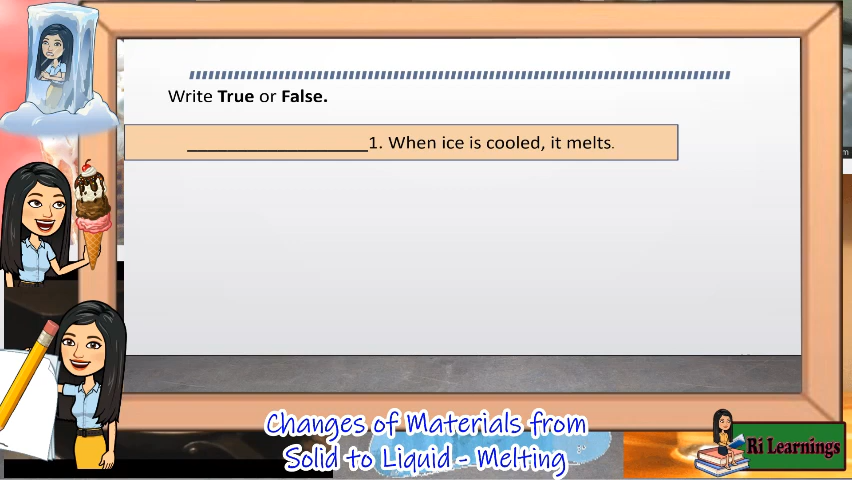 Write True or False.
____________________1. When ice is cooled, it melts.
Changes of Materials from
Solid to Liquid - Melting
Ri Learnings